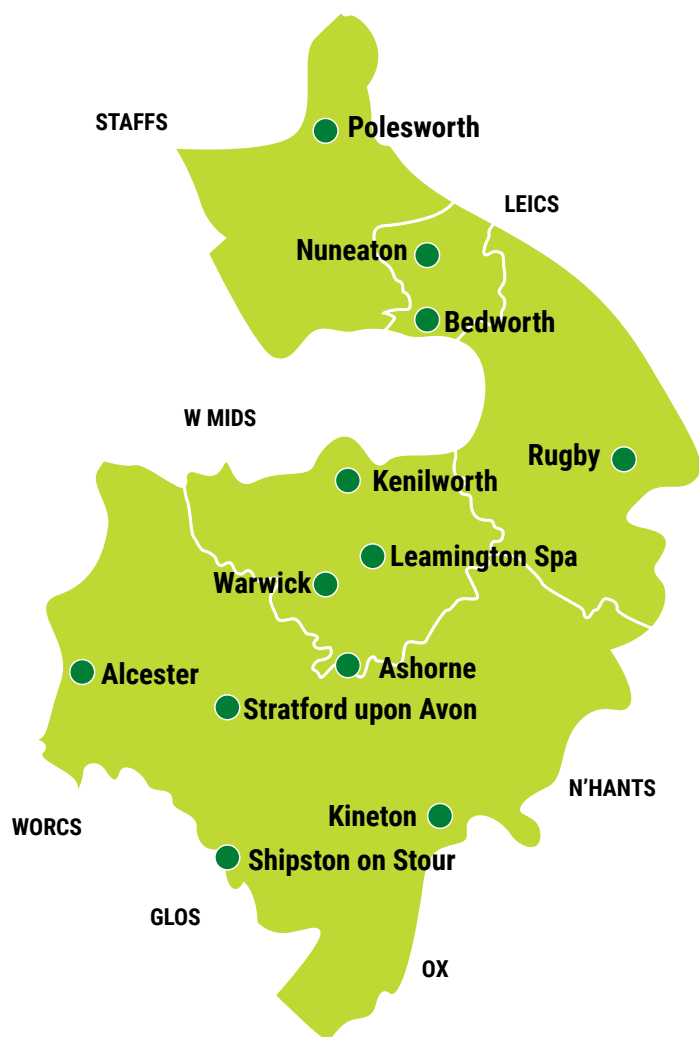 STAFFS
Polesworth
LEICS
Nuneaton
Bedworth
W MIDS
Rugby
Kenilworth
Leamington Spa
Warwick
Ashorne
Alcester
Stratford upon Avon
N'HANTS
Kineton
WORCS
Shipston on Stour
GLOS
OX